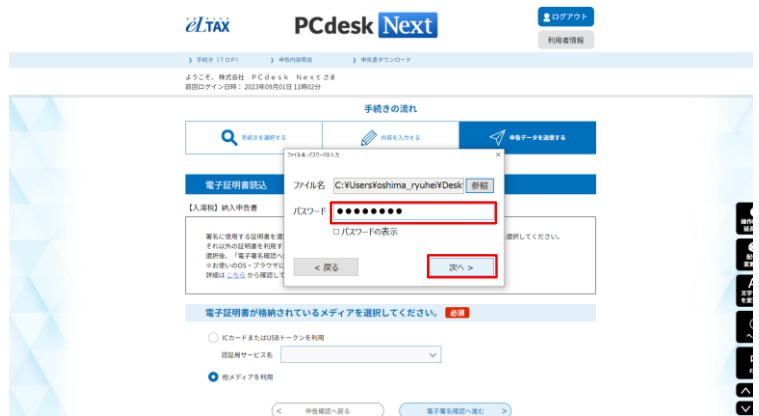 eLTAX
PCdesk Next
ログアウト
利用者情報
手続き（TOP）
申告内容照会
申告書ダウンロード
ようこそ、株式会社 PCdesk Nextさま
前回ログイン日時：2023年09月01日 11時02分
手続きの流れ
手続きを選択する
内容を入力する
申告データを送信する
ファイル名・パスワードの入力
×
電子証明書読込
ファイル名
C:¥Users¥oshima_ryuhei¥Desk
参照
【入湯税】納入申告書
パスワード
●●●●●●●●
パスワードの表示
署名に使用する証明書を選
選択してください。
それ以外の証明書を利用す
選択後、「電子署名確認へ
※お使いのOS・ブラウザに
詳細は こちら から確認して
< 戻る
次へ >
電子証明書が格納されているメディアを選択してください。 必須
ICカードまたはUSBトークンを利用
認証局サービス名
他メディアを利用
< 申告確認へ戻る
電子署名確認へ進む >